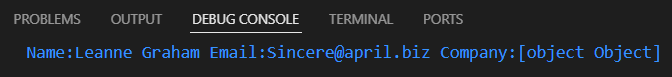 PROBLEMS OUTPUT DEBUG CONSOLE TERMINAL PORTS
Name:Leanne Graham Email:Sincere@april.biz Company:[object Object]